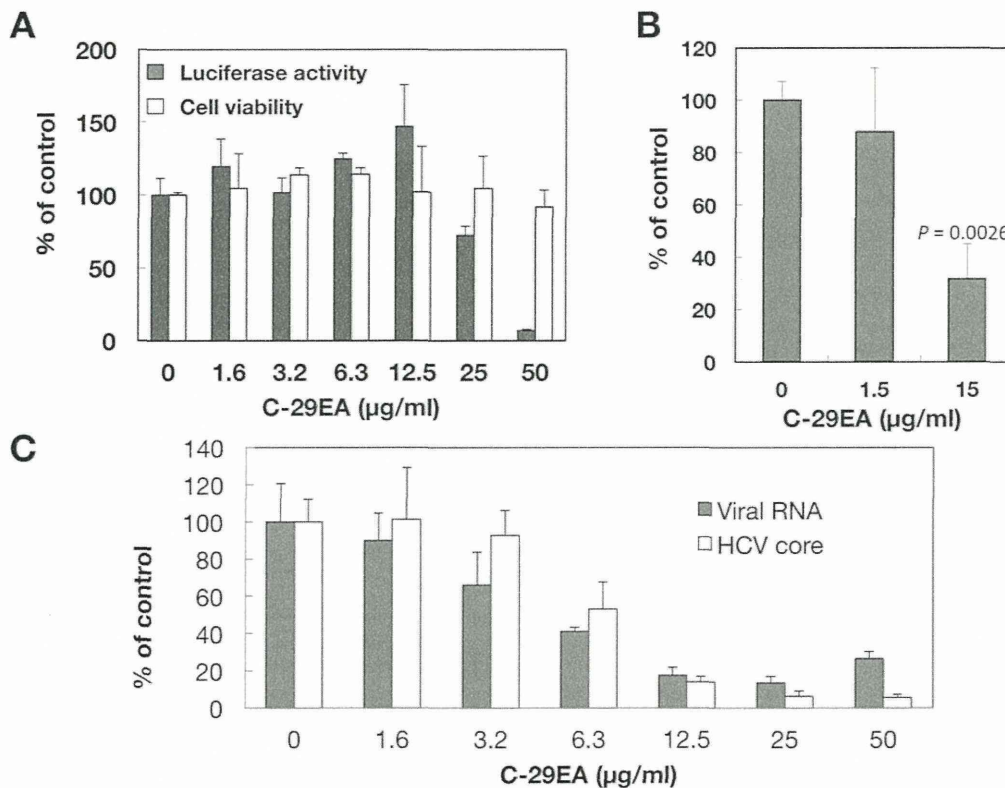 A
200
150
100
50
0
% of control
Luciferase activity
Cell viability
0 1.6 3.2 6.3 12.5 25 50
C-29EA (µg/ml)
B
120
100
80
60
40
20
0
% of control
P = 0.0026
0 1.5 15
C-29EA (µg/ml)
C
140
120
100
80
60
40
20
0
% of control
Viral RNA
HCV core
0 1.6 3.2 6.3 12.5 25 50
C-29EA (µg/ml)